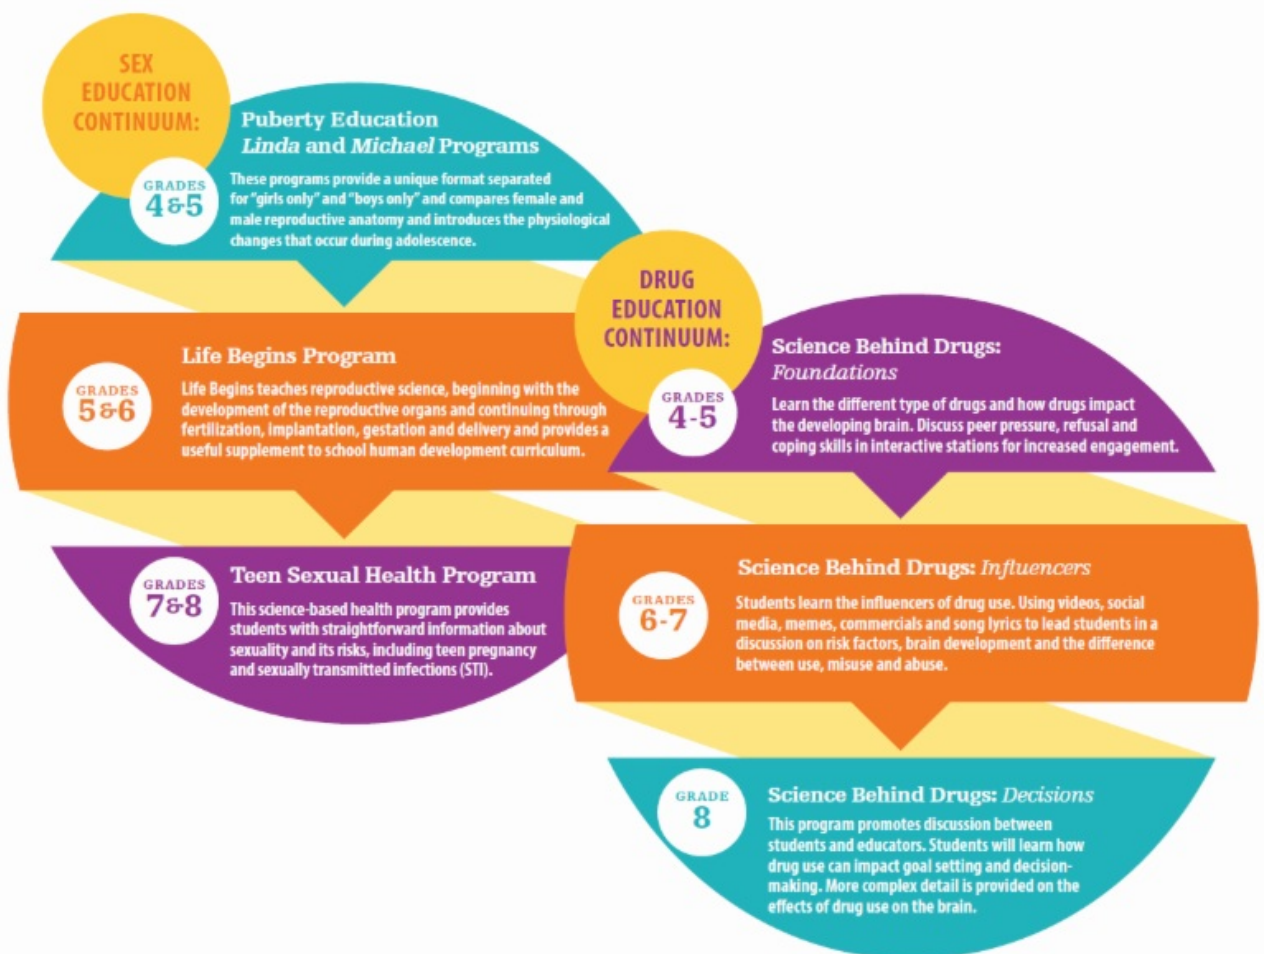 SEX
EDUCATION
CONTINUUM:
GRADES
4&5
Puberty Education
Linda and Michael Programs
These programs provide a unique format separated
for "girls only" and "boys only" and compares female and
male reproductive anatomy and introduces the physiological
changes that occur during adolescence.
GRADES
5&6
Life Begins Program
Life Begins teaches reproductive science, beginning with the
development of the reproductive organs and continuing through
fertilization, implantation, gestation and delivery and provides a
useful supplement to school human development curriculum.
GRADES
7&8
Teen Sexual Health Program
This science-based health program provides
students with straightforward information about
sexuality and its risks, including teen pregnancy
and sexually transmitted infections (STI).
DRUG
EDUCATION
CONTINUUM:
GRADES
4-5
Science Behind Drugs:
Foundations
Learn the different type of drugs and how drugs impact
the developing brain. Discuss peer pressure, refusal and
coping skills in interactive stations for increased engagement.
GRADES
6-7
Science Behind Drugs: Influencers
Students learn the influencers of drug use. Using videos, social
media, memes, commercials and song lyrics to lead students in a
discussion on risk factors, brain development and the difference
between use, misuse and abuse.
GRADE
8
Science Behind Drugs: Decisions
This program promotes discussion between
students and educators. Students will learn how
drug use can impact goal setting and decision-
making. More complex detail is provided on the
effects of drug use on the brain.